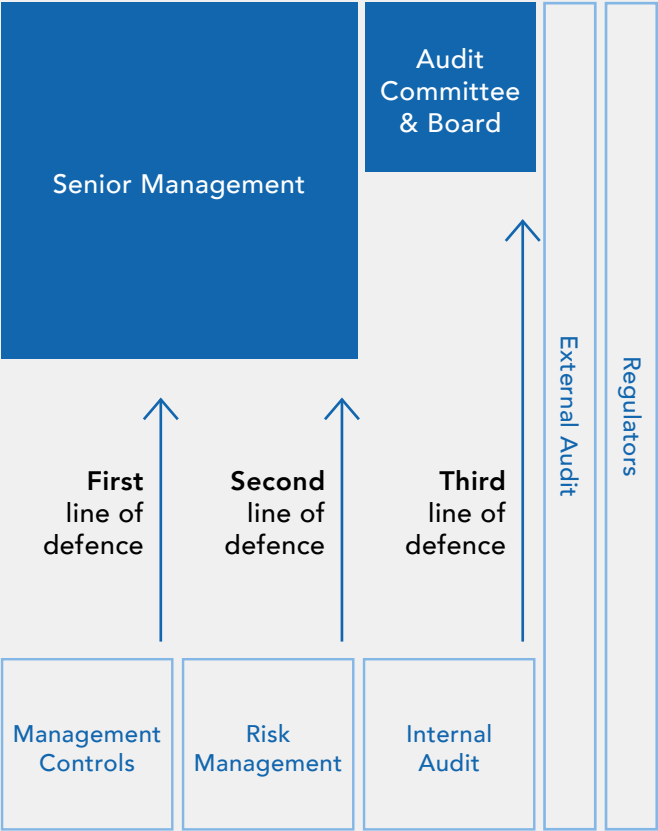 Senior Management
Audit
Committee
& Board
First
line of
defence
Second
line of
defence
Third
line of
defence
External Audit
Regulators
Management
Controls
Risk
Management
Internal
Audit